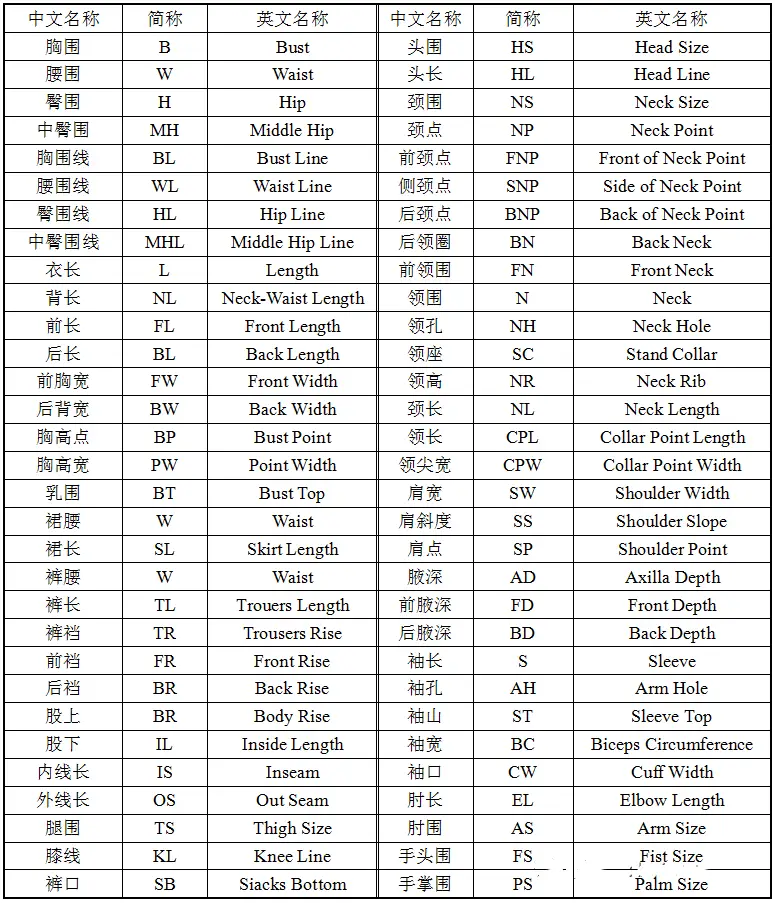 中文名称 简称 英文名称 中文名称 简称 英文名称
胸围 B Bust 头围 HS Head Size
腰围 W Waist 头长 HL Head Line
臀围 H Hip 颈围 NS Neck Size
中臀围 MH Middle Hip 颈点 NP Neck Point
胸围线 BL Bust Line 前颈点 FNP Front of Neck Point
腰围线 WL Waist Line 侧颈点 SNP Side of Neck Point
臀围线 HL Hip Line 后颈点 BNP Back of Neck Point
中臀围线 MHL Middle Hip Line 后领圈 BN Back Neck
衣长 L Length 前领围 FN Front Neck
背长 NL Neck-Waist Length 领围 N Neck
前长 FL Front Length 领孔 NH Neck Hole
后长 BL Back Length 领座 SC Stand Collar
前胸宽 FW Front Width 领高 NR Neck Rib
后背宽 BW Back Width 颈长 NL Neck Length
胸高点 BP Bust Point 领长 CPL Collar Point Length
胸高宽 PW Point Width 领尖宽 CPW Collar Point Width
乳围 BT Bust Top 肩宽 SW Shoulder Width
裙腰 W Waist 肩斜度 SS Shoulder Slope
裙长 SL Skirt Length 肩点 SP Shoulder Point
裤腰 W Waist 腋深 AD Axilla Depth
裤长 TL Trouers Length 前腋深 FD Front Depth
裤裆 TR Trousers Rise 后腋深 BD Back Depth
前裆 FR Front Rise 袖长 S Sleeve
后裆 BR Back Rise 袖孔 AH Arm Hole
股上 BR Body Rise 袖山 ST Sleeve Top
股下 IL Inside Length 袖宽 BC Biceps Circumference
内线长 IS Inseam 袖口 CW Cuff Width
外线长 OS Out Seam 肘长 EL Elbow Length
腿围 TS Thigh Size 肘围 AS Arm Size
膝线 KL Knee Line 手头围 FS Fist Size
裤口 SB Siacks Bottom 手掌围 PS Palm Size